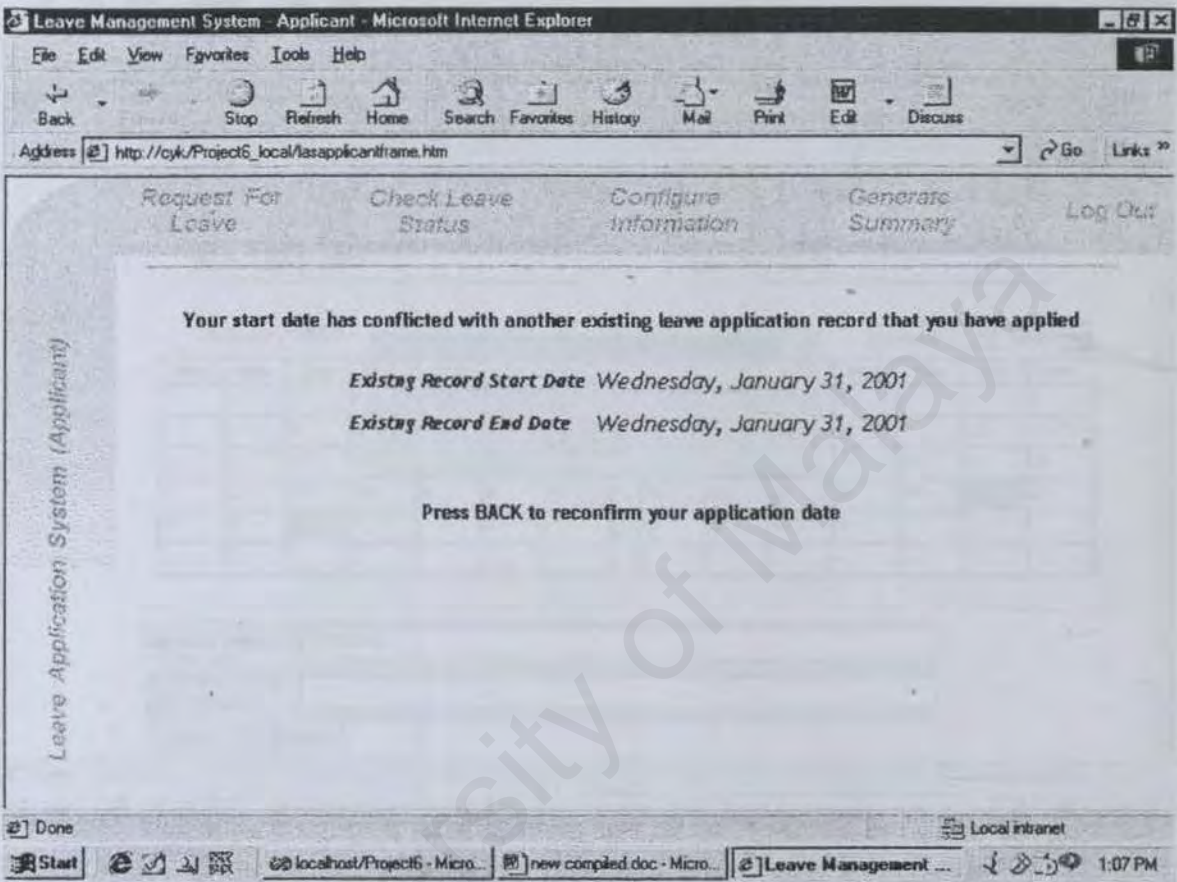 Leave Management System - Applicant - Microsoft Internet Explorer
File Edit View Favorites Tools Help
Back Stop Refresh Home Search Favorites History Mail Print Edit Discuss
Address http://cyk/Project6_local/lasapplicantframe.htm Go Links »
Request For Leave Check Leave Status Configure Information Generate Summary Log Out
Leave Application System (Applicant)
Your start date has conflicted with another existing leave application record that you have applied
Existng Record Start Date Wednesday, January 31, 2001
Existng Record End Date Wednesday, January 31, 2001
Press BACK to reconfirm your application date
sity of Malaya
Done Local intranet
Start localhost/Project6 - Micro... new compiled doc - Micro... Leave Management ... 1:07 PM